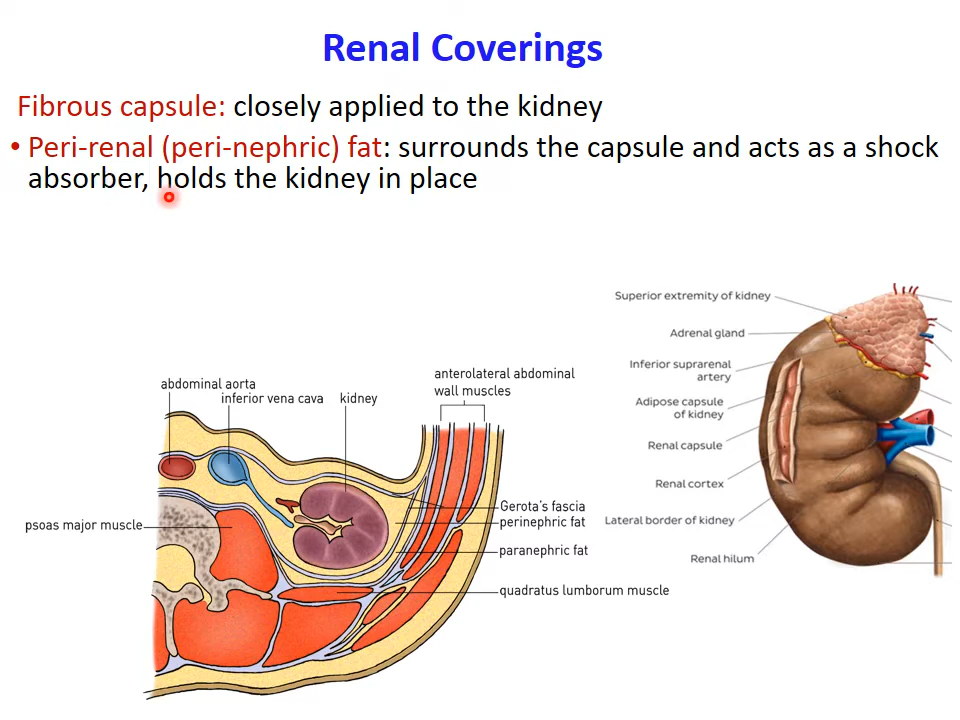 Renal Coverings
Fibrous capsule: closely applied to the kidney
• Peri-renal (peri-nephric) fat: surrounds the capsule and acts as a shock
absorber, holds the kidney in place
abdominal aorta
inferior vena cava
kidney
anterolateral abdominal
wall muscles
psoas major muscle
Gerota's fascia
perinephric fat
paranephric fat
quadratus lumborum muscle
Superior extremity of kidney
Adrenal gland
Inferior suprarenal
artery
Adipose capsule
of kidney
Renal capsule
Renal cortex
Lateral border of kidney
Renal hilum